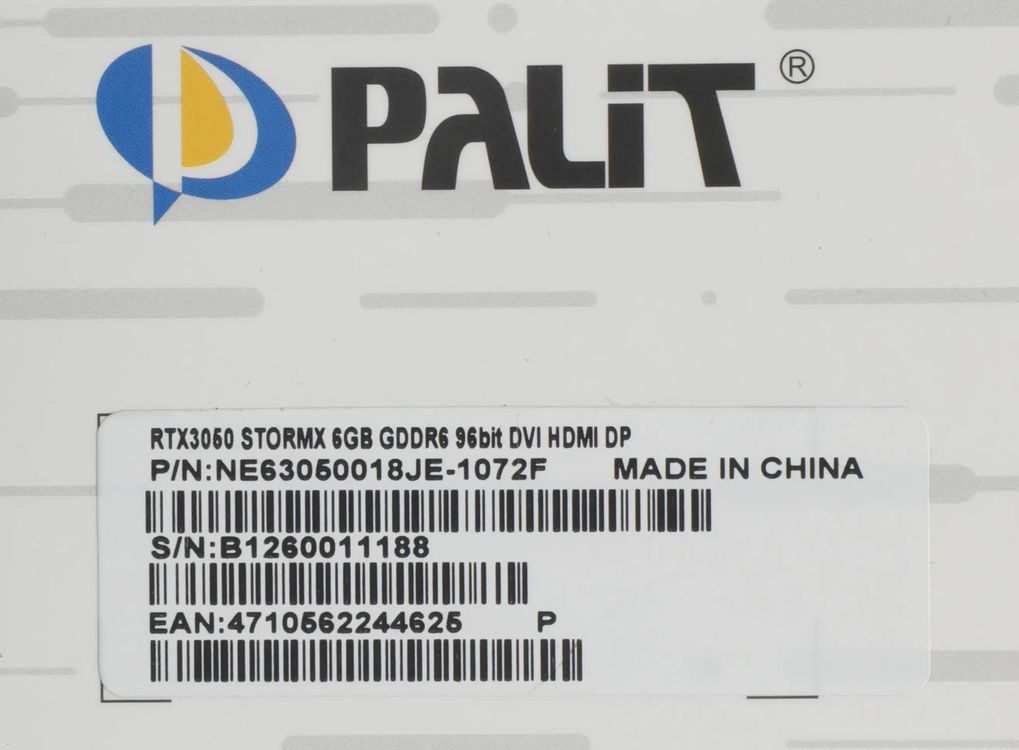 PALiT ®
RTX3050 STORMX 6GB GDDR6 96bit DVI HDMI DP
P/N:NE63050018JE-1072F MADE IN CHINA
S/N:B1260011188
EAN:4710562244625 P